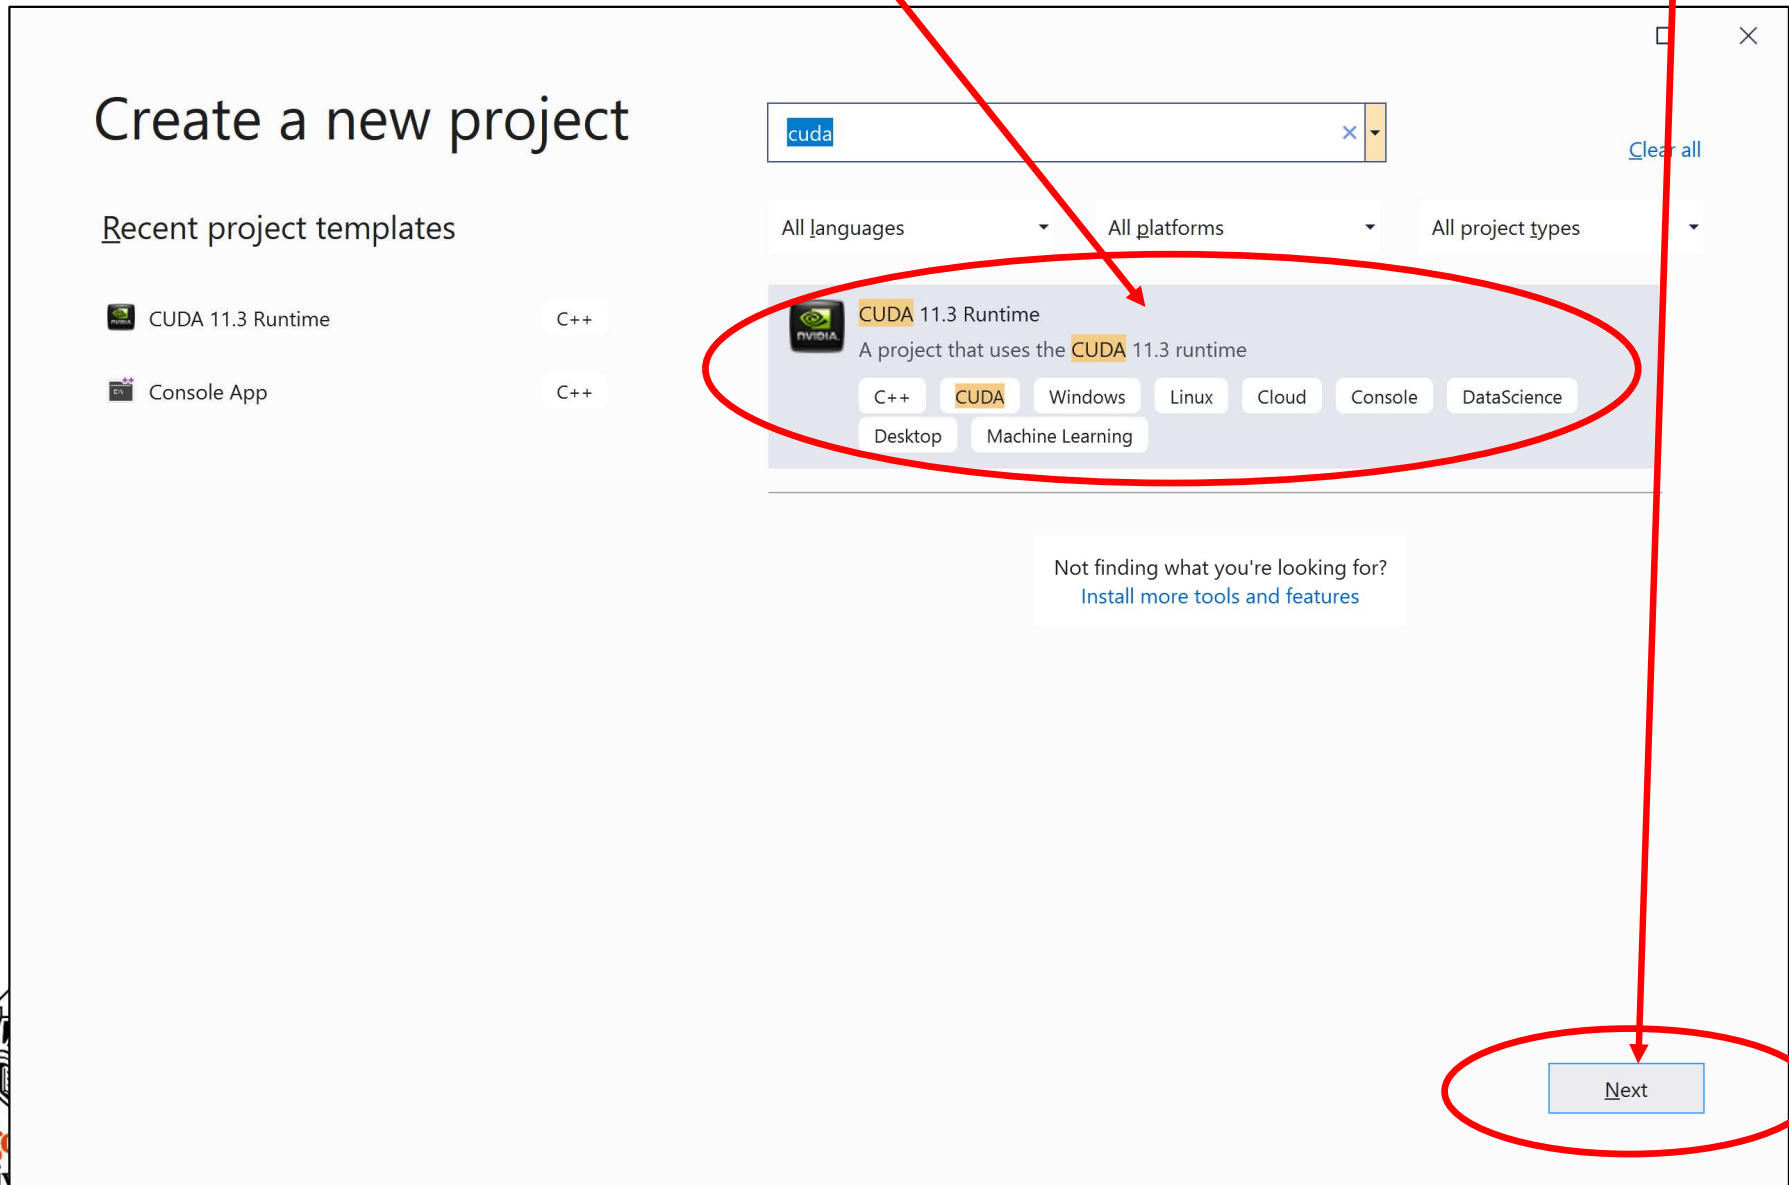 Create a new project
cuda
Clear all
Recent project templates
All languages
All platforms
All project types
CUDA 11.3 Runtime
C++
Console App
C++
NVIDIA
CUDA 11.3 Runtime
A project that uses the CUDA 11.3 runtime
C++ CUDA Windows Linux Cloud Console DataScience
Desktop Machine Learning
Not finding what you're looking for?
Install more tools and features
Next